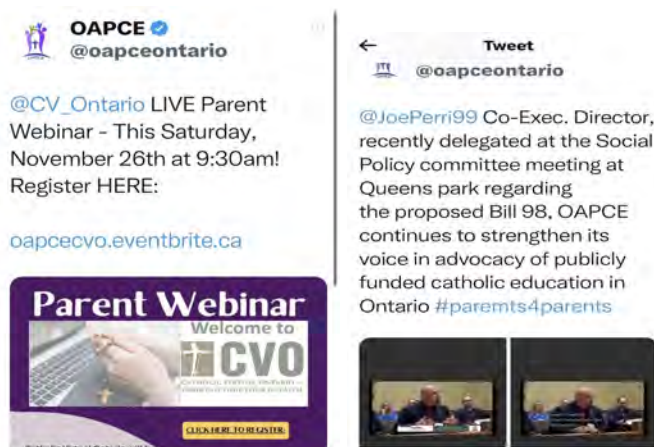 OAPCE
@oapceontario
@CV_Ontario LIVE Parent
Webinar - This Saturday,
November 26th at 9:30am!
Register HERE:
oapcecvo.eventbrite.ca
Parent Webinar
Welcome to
CVO
CLICK HERE TO REGISTER
Tweet
@oapceontario
@JoePerri99 Co-Exec. Director,
recently delegated at the Social
Policy committee meeting at
Queens park regarding
the proposed Bill 98, OAPCE
continues to strengthen its
voice in advocacy of publicly
funded catholic education in
Ontario #paremts4parents